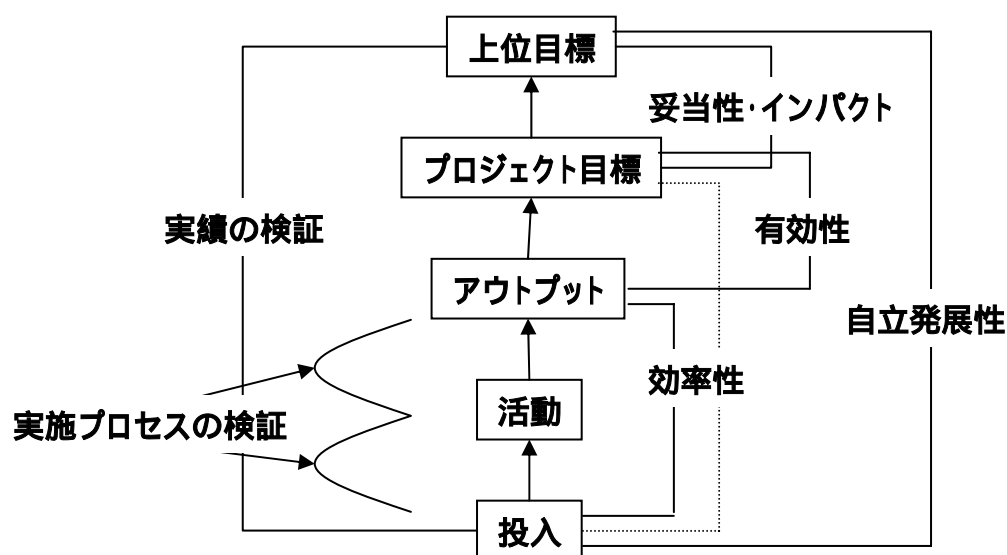 上位目標
妥当性・インパクト
プロジェクト目標
実績の検証
有効性
アウトプット
自立発展性
効率性
活動
実施プロセスの検証
投入